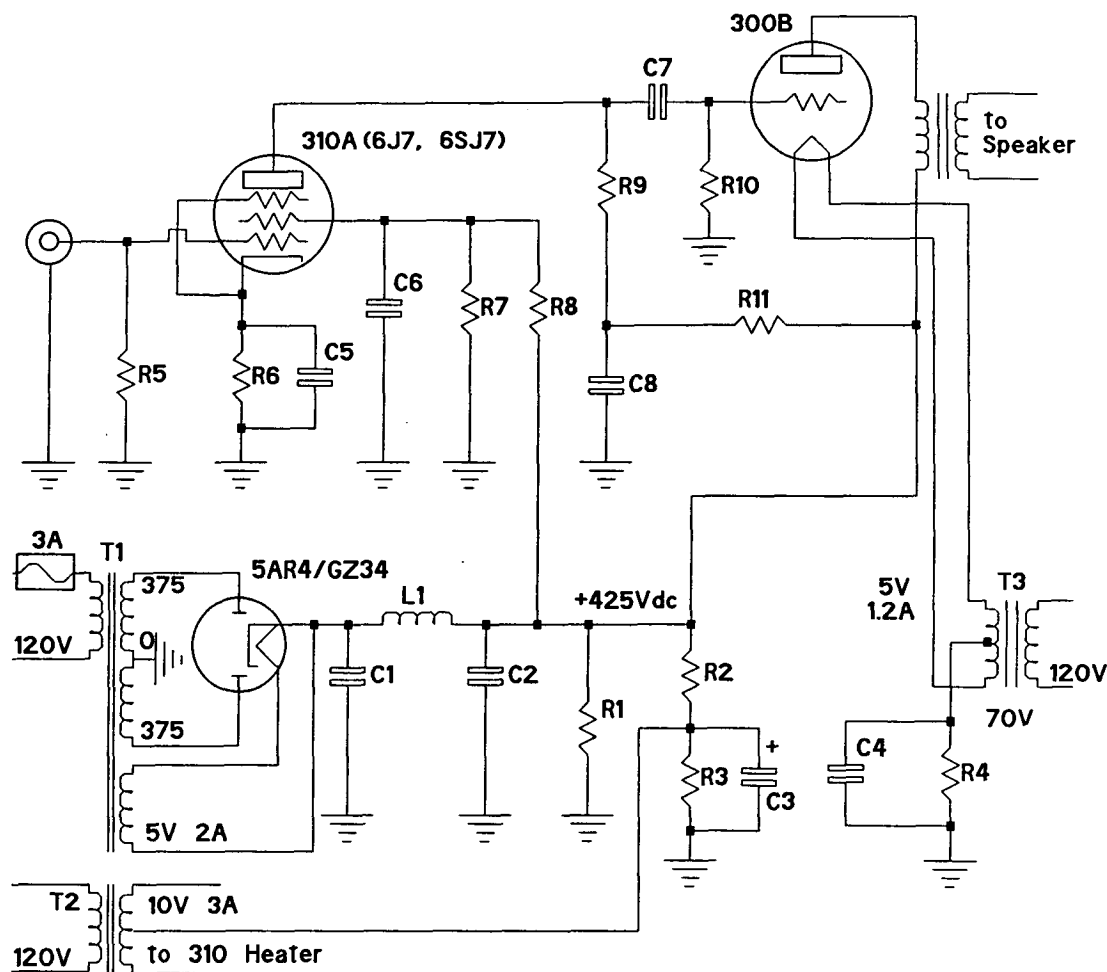 300B
C7
310A (6J7, 6SJ7)
to
Speaker
R9
R10
C6
R7
R8
R11
R5
R6
C5
C8
3A
T1
375
5AR4/GZ34
L1
+425Vdc
5V
1.2A
T3
120V
0
C1
C2
R1
R2
120V
375
70V
R3
+
C3
C4
R4
5V 2A
T2
10V 3A
120V
to 310 Heater